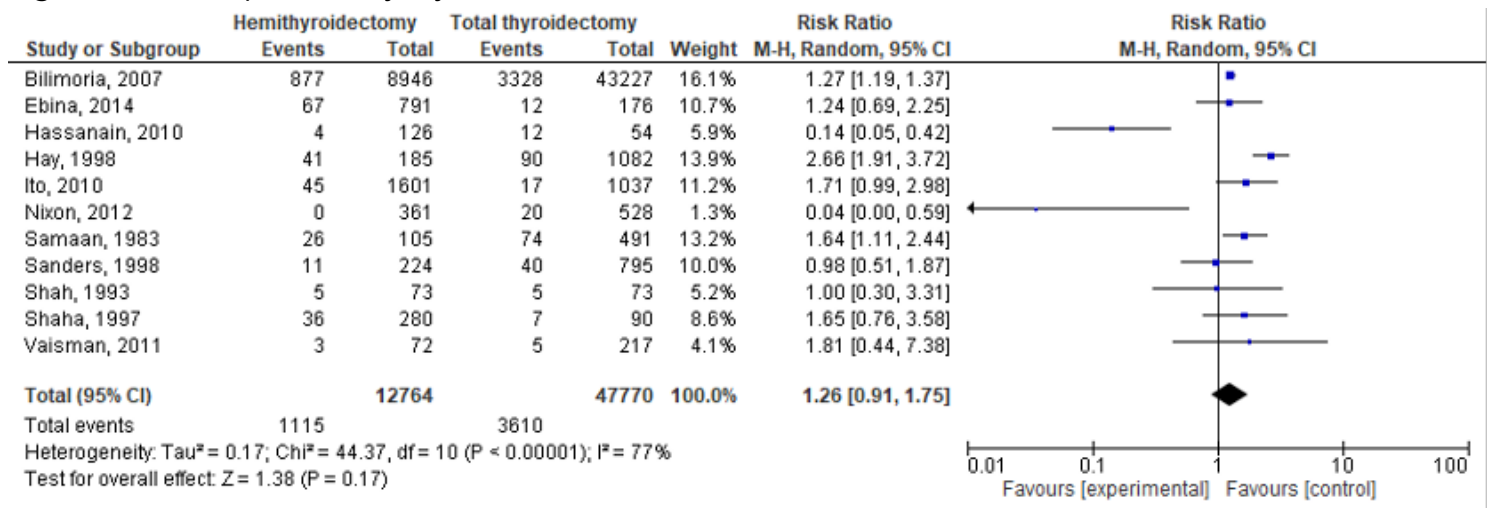 Hemithyroidectomy Total thyroidectomy Risk Ratio Risk Ratio
Study or Subgroup Events Total Events Total Weight M-H, Random, 95% CI M-H, Random, 95% CI
Bilimoria, 2007 877 8946 3328 43227 16.1% 1.27 [1.19, 1.37]
Ebina, 2014 67 791 12 176 10.7% 1.24 [0.69, 2.25]
Hassanain, 2010 4 126 12 54 5.9% 0.14 [0.05, 0.42]
Hay, 1998 41 185 90 1082 13.9% 2.66 [1.91, 3.72]
Ito, 2010 45 1601 17 1037 11.2% 1.71 [0.99, 2.98]
Nixon, 2012 0 361 20 528 1.3% 0.04 [0.00, 0.59]
Samaan, 1983 26 105 74 491 13.2% 1.64 [1.11, 2.44]
Sanders, 1998 11 224 40 795 10.0% 0.98 [0.51, 1.87]
Shah, 1993 5 73 5 73 5.2% 1.00 [0.30, 3.31]
Shaha, 1997 36 280 7 90 8.6% 1.65 [0.76, 3.58]
Vaisman, 2011 3 72 5 217 4.1% 1.81 [0.44, 7.38]
Total (95% CI) 12764 47770 100.0% 1.26 [0.91, 1.75]
Total events 1115 3610
Heterogeneity: Tau² = 0.17; Chi² = 44.37, df = 10 (P < 0.00001); I² = 77%
Test for overall effect: Z = 1.38 (P = 0.17)
0.01 0.1 1 10 100
Favours [experimental] Favours [control]